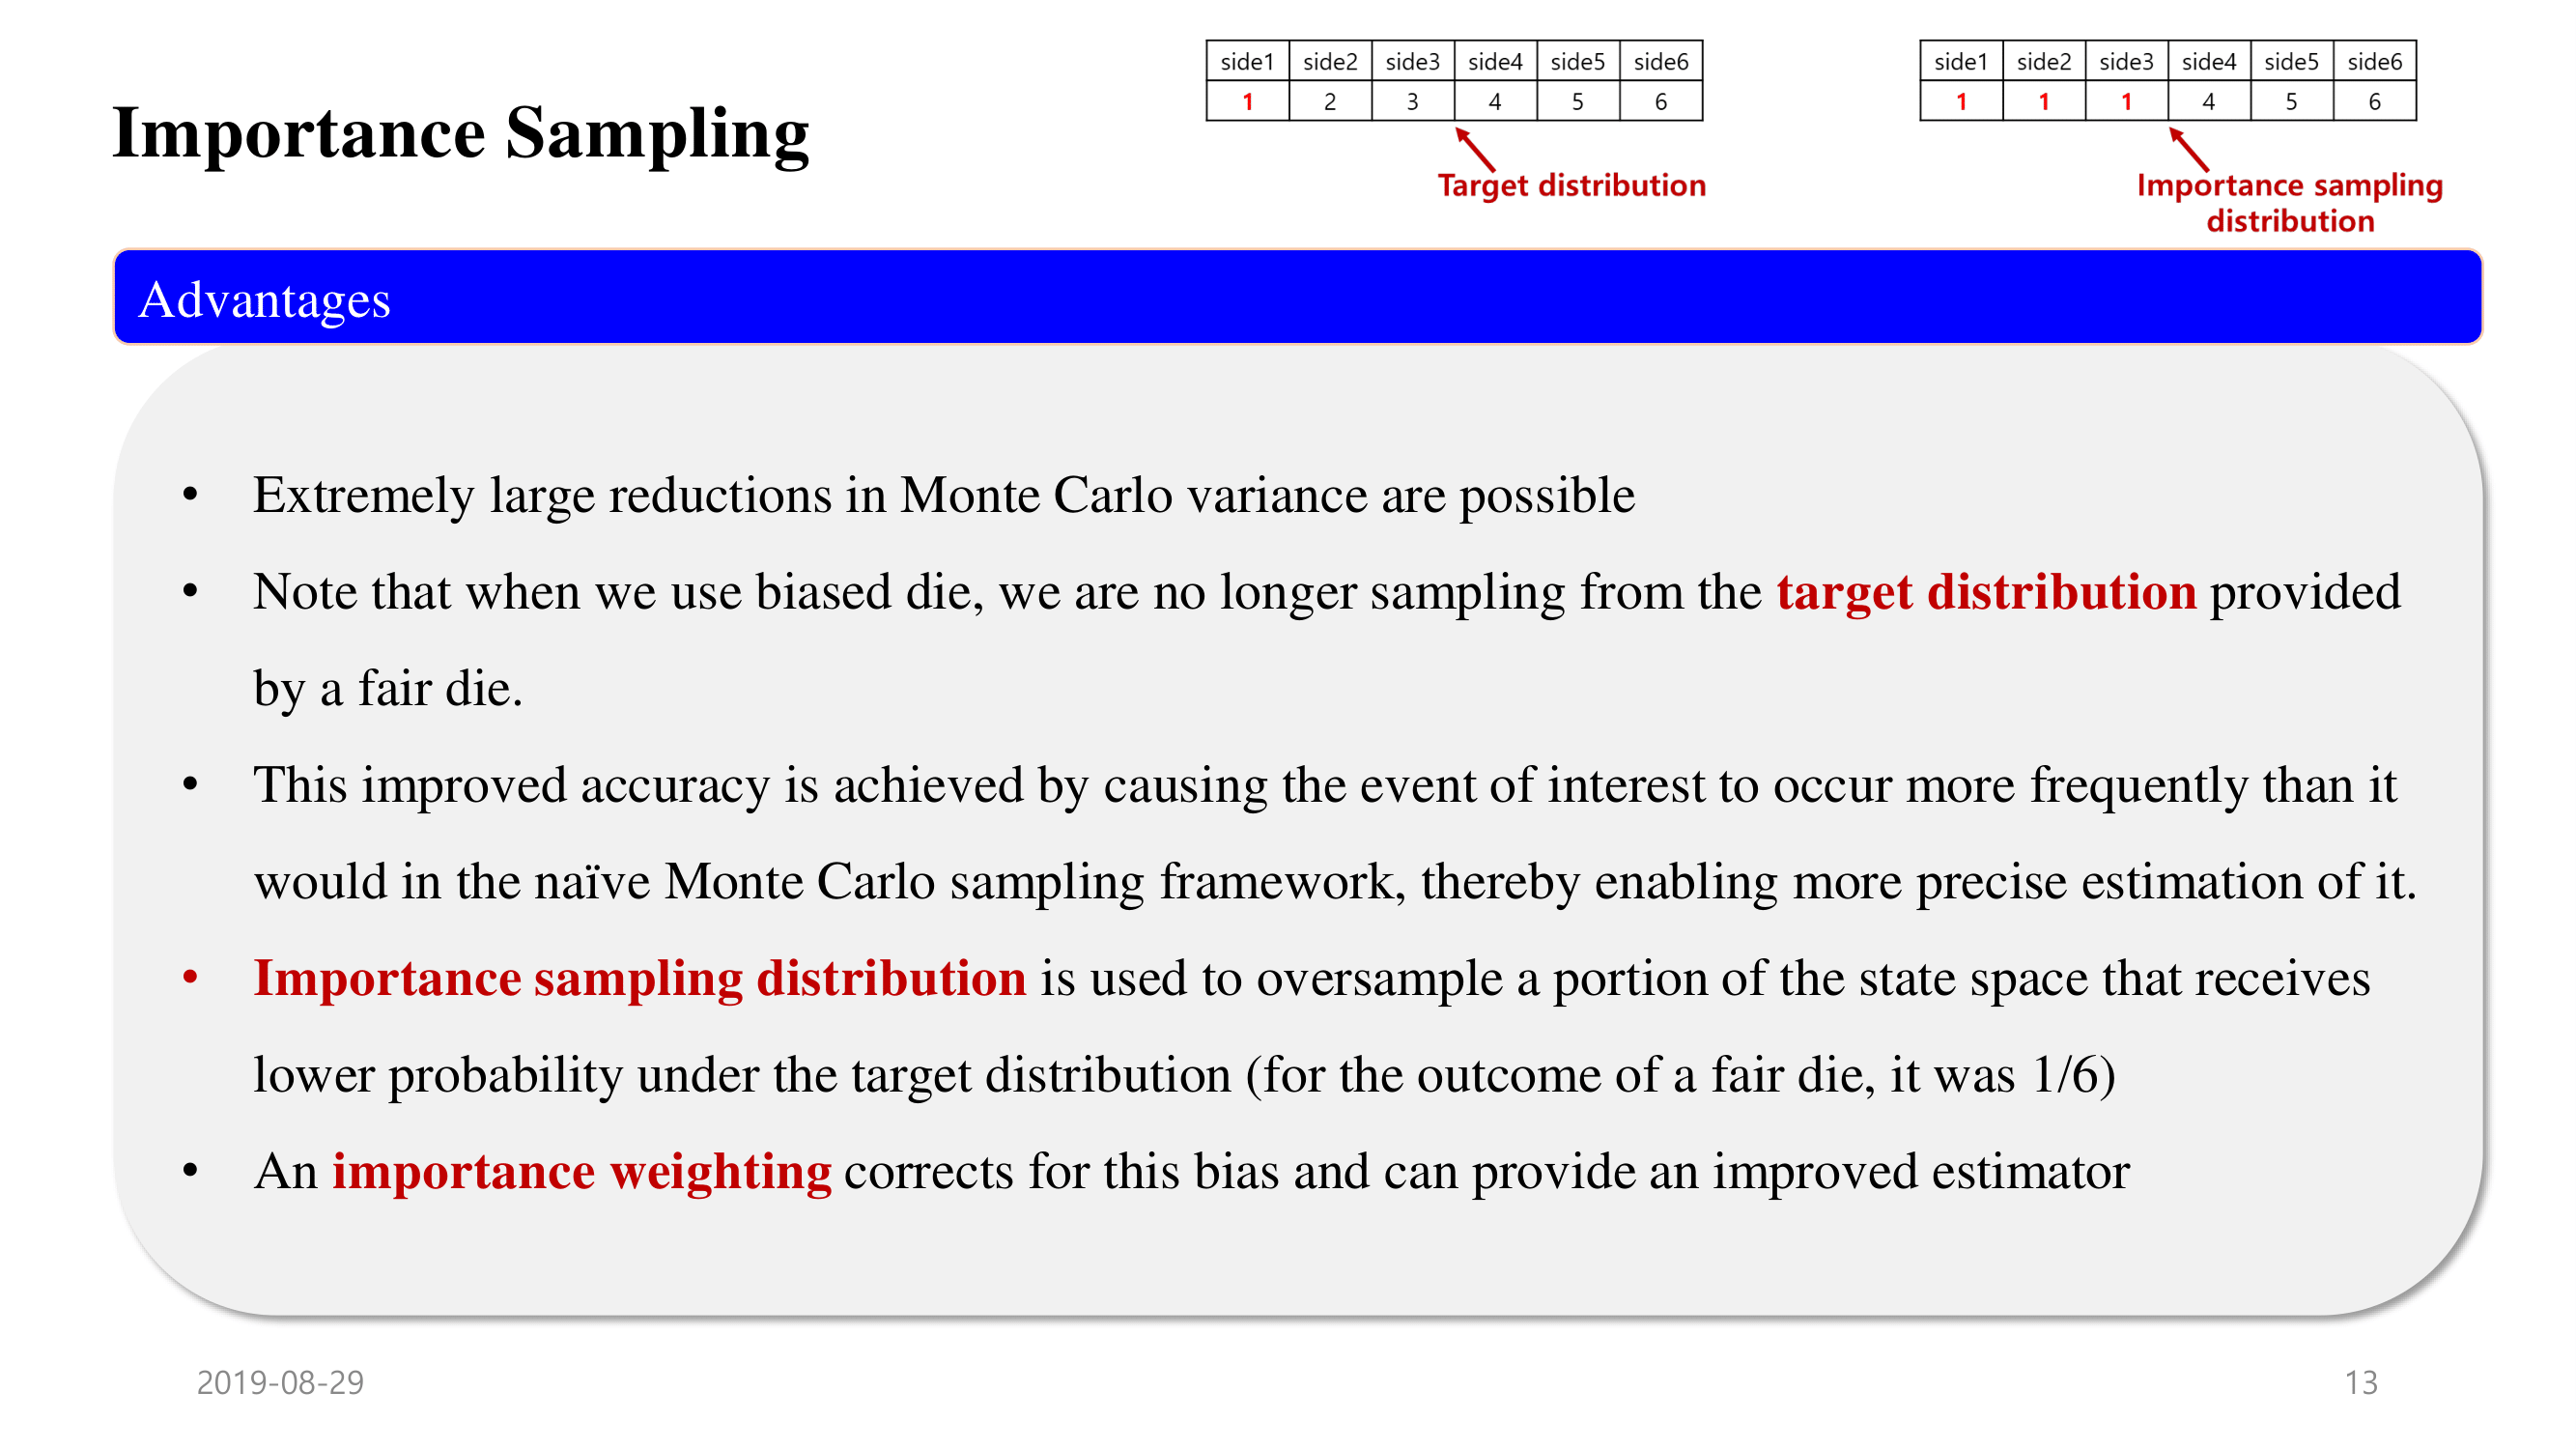 Importance Sampling
side1 side2 side3 side4 side5 side6
1 2 3 4 5 6
Target distribution
side1 side2 side3 side4 side5 side6
1 1 1 4 5 6
Importance sampling
distribution
Advantages
• Extremely large reductions in Monte Carlo variance are possible
• Note that when we use biased die, we are no longer sampling from the target distribution provided
by a fair die.
• This improved accuracy is achieved by causing the event of interest to occur more frequently than it
would in the naïve Monte Carlo sampling framework, thereby enabling more precise estimation of it.
• Importance sampling distribution is used to oversample a portion of the state space that receives
lower probability under the target distribution (for the outcome of a fair die, it was 1/6)
• An importance weighting corrects for this bias and can provide an improved estimator
2019-08-29
13